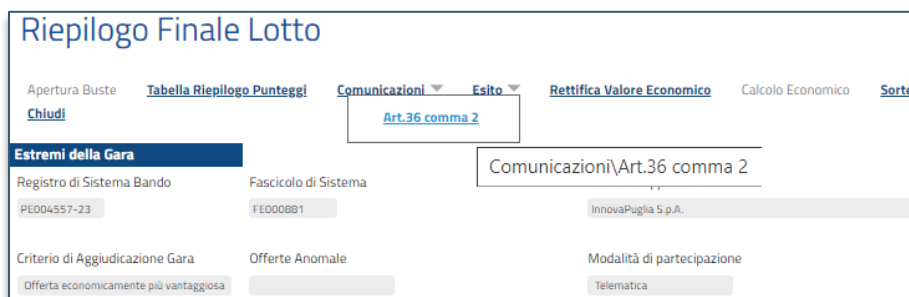 Riepilogo Finale Lotto
Apertura Buste Tabella Riepilogo Punteggi Comunicazioni Esito Rettifica Valore Economico Calcolo Economico Sorte
Chiudi
Art.36 comma 2
Estremi della Gara
Comunicazioni\Art.36 comma 2
Registro di Sistema Bando Fascicolo di Sistema
PE004557-23 FE000881 InnovaPuglia S.p.A.
Criterio di Aggiudicazione Gara Offerte Anomale Modalità di partecipazione
Offerta economicamente più vantaggiosa Telematica